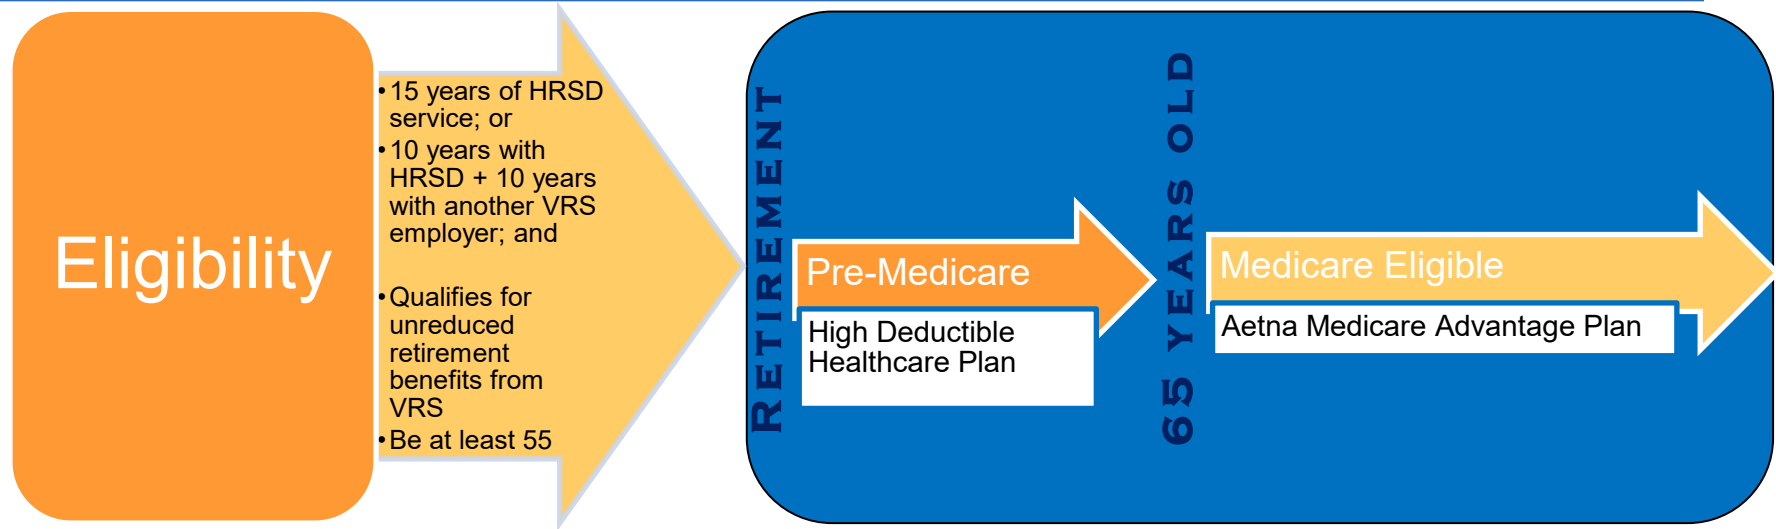 Eligibility
•15 years of HRSD
service; or
•10 years with
HRSD + 10 years
with another VRS
employer; and
•Qualifies for
unreduced
retirement
benefits from
VRS
•Be at least 55
RETIREMENT
Pre-Medicare
High Deductible
Healthcare Plan
65 YEARS OLD
Medicare Eligible
Aetna Medicare Advantage Plan